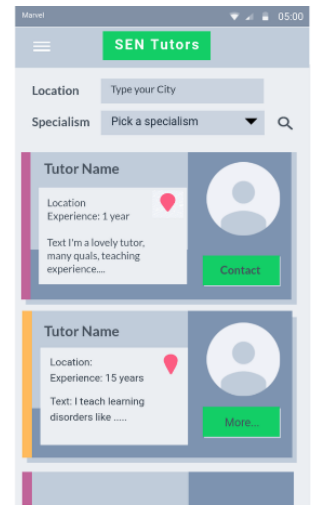 Marvel 05:00
SEN Tutors
Location Type your City
Specialism Pick a specialism
Tutor Name
Location
Experience: 1 year
Text I'm a lovely tutor,
many quals, teaching
experience....
Contact
Tutor Name
Location:
Experience: 15 years
Text: I teach learning
disorders like .....
More...